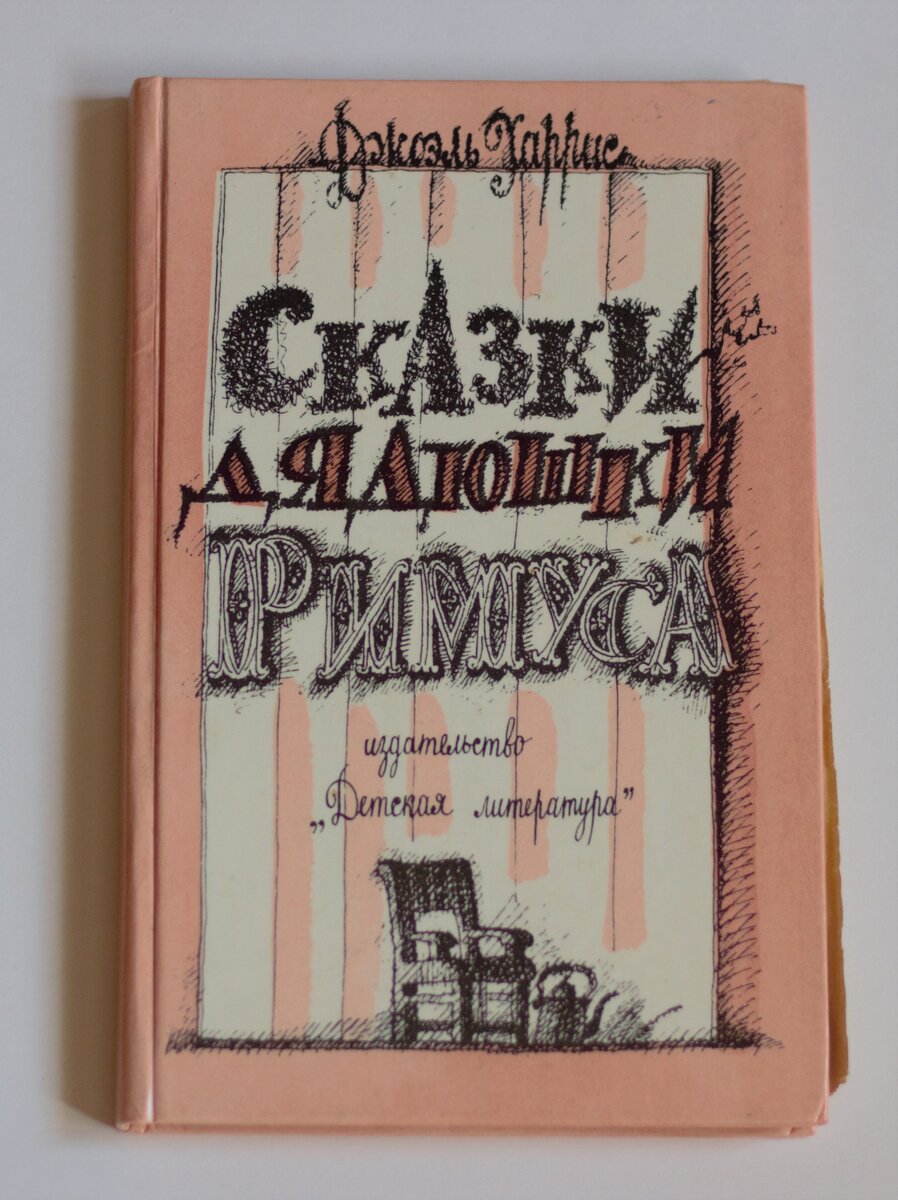 Джоэль Харрис
Сказки
дядюшки
Римуса
издательство
„Детская литература”